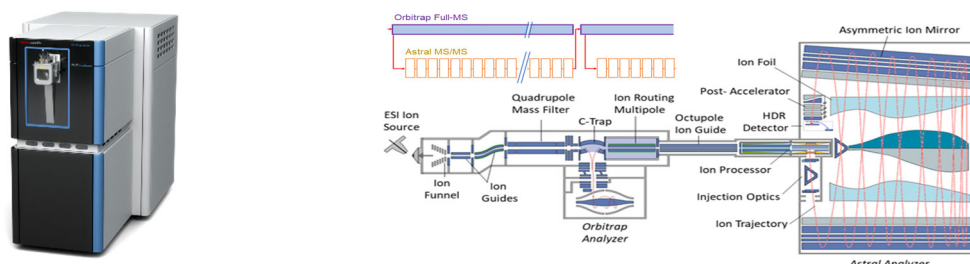 Orbitrap Full-MS
Astral MS/MS
Asymmetric Ion Mirror
Ion Foil
Post- Accelerator
HDR
Detector
Quadrupole
Mass Filter
Ion Routing
Multipole
C-Trap
Octupole
Ion Guide
ESI Ion
Source
Ion
Funnel
Ion
Guides
Ion Processor
Injection Optics
Ion Trajectory
Orbitrap
Analyzer
Astral Analyzer